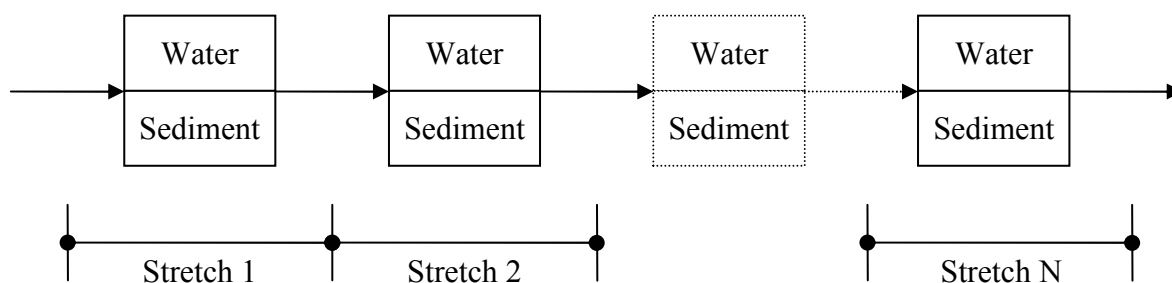 Water Water Water Water
Sediment Sediment Sediment Sediment
Stretch 1 Stretch 2 Stretch N